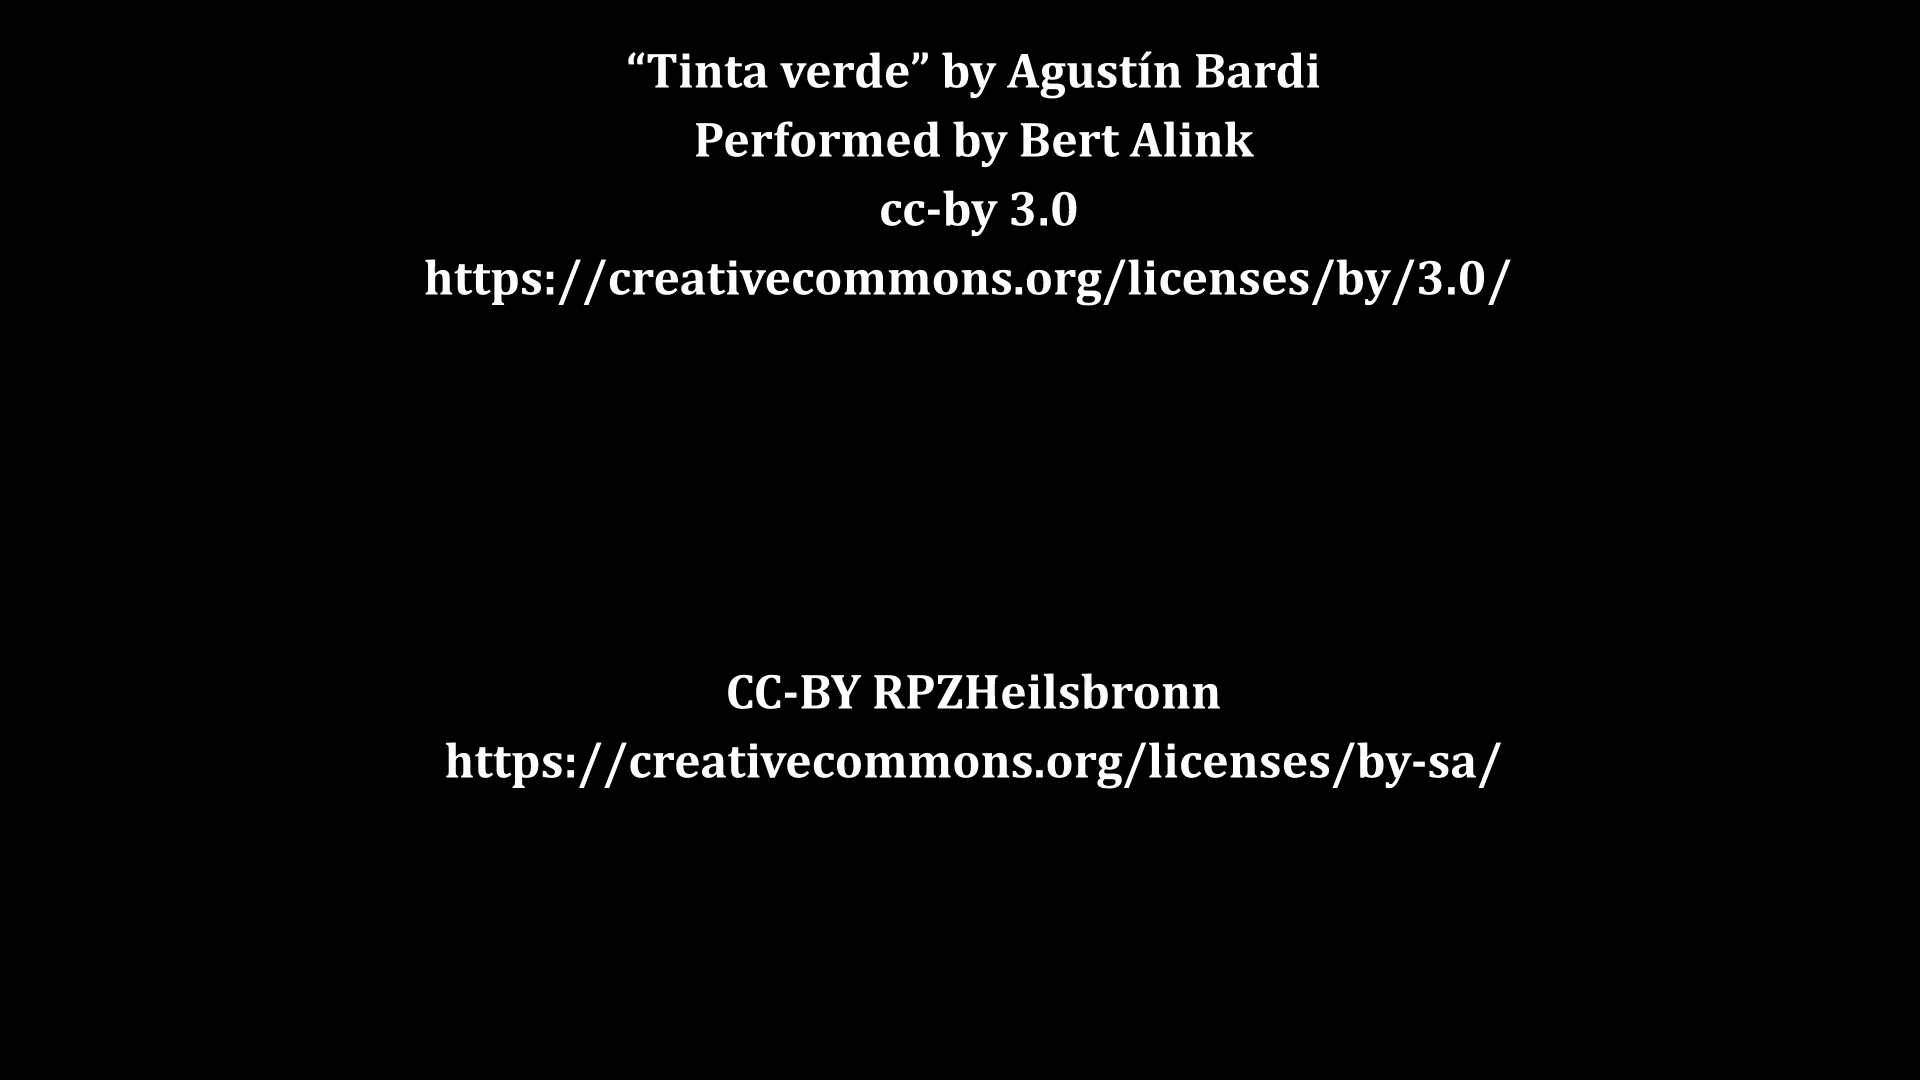 “Tinta verde” by Agustín Bardi
Performed by Bert Alink
cc-by 3.0
https://creativecommons.org/licenses/by/3.0/
CC-BY RPZHeilsbronn
https://creativecommons.org/licenses/by-sa/